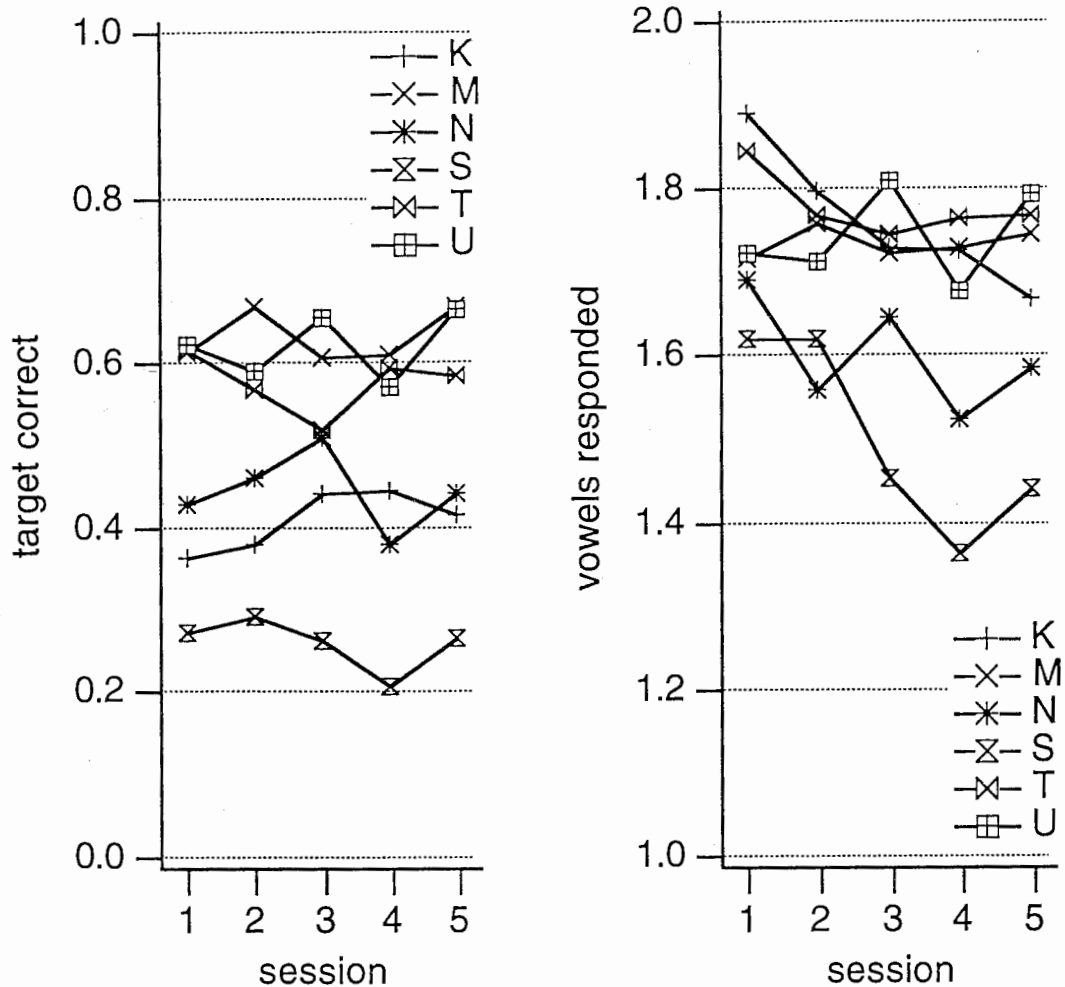 target correct
1.0
0.8
0.6
0.4
0.2
0.0
K
M
N
S
T
U
1 2 3 4 5
session
vowels responded
2.0
1.8
1.6
1.4
1.2
1.0
K
M
N
S
T
U
1 2 3 4 5
session